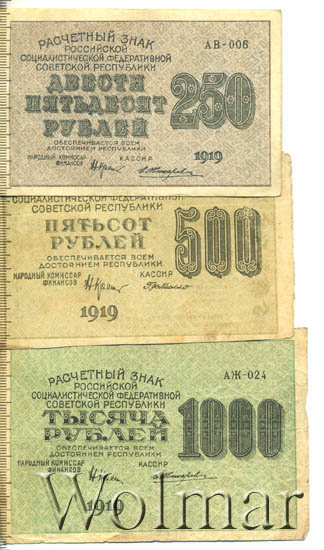 РАСЧЕТНЫЙ ЗНАК
РОССИЙСКОЙ
СОЦИАЛИСТИЧЕСКОЙ ФЕДЕРАТИВНОЙ
СОВЕТСКОЙ РЕСПУБЛИКИ
АВ-006
ДВЕСТИ
ПЯТЬДЕСЯТ
РУБЛЕЙ
250
ОБЕСПЕЧИВАЕТСЯ ВСЕМ
ДОСТОЯНИЕМ РЕСПУБЛИКИ
НАРОДНЫЙ КОМИССАР
ФИНАНСОВ
КАССИР
1919
СОЦИАЛИСТИЧЕСКОЙ ФЕДЕРАТИВНОЙ
СОВЕТСКОЙ РЕСПУБЛИКИ
ПЯТЬСОТ
РУБЛЕЙ
500
ОБЕСПЕЧИВАЕТСЯ ВСЕМ
ДОСТОЯНИЕМ РЕСПУБЛИКИ
НАРОДНЫЙ КОМИССАР
ФИНАНСОВ
КАССИР
1919
РАСЧЕТНЫЙ ЗНАК
РОССИЙСКОЙ
СОЦИАЛИСТИЧЕСКОЙ ФЕДЕРАТИВНОЙ
СОВЕТСКОЙ РЕСПУБЛИКИ
АЖ-024
ТЫСЯЧА
РУБЛЕЙ
1000
ОБЕСПЕЧИВАЕТСЯ ВСЕМ
ДОСТОЯНИЕМ РЕСПУБЛИКИ
НАРОДНЫЙ КОМИССАР
ФИНАНСОВ
КАССИР
1919
Wolmar